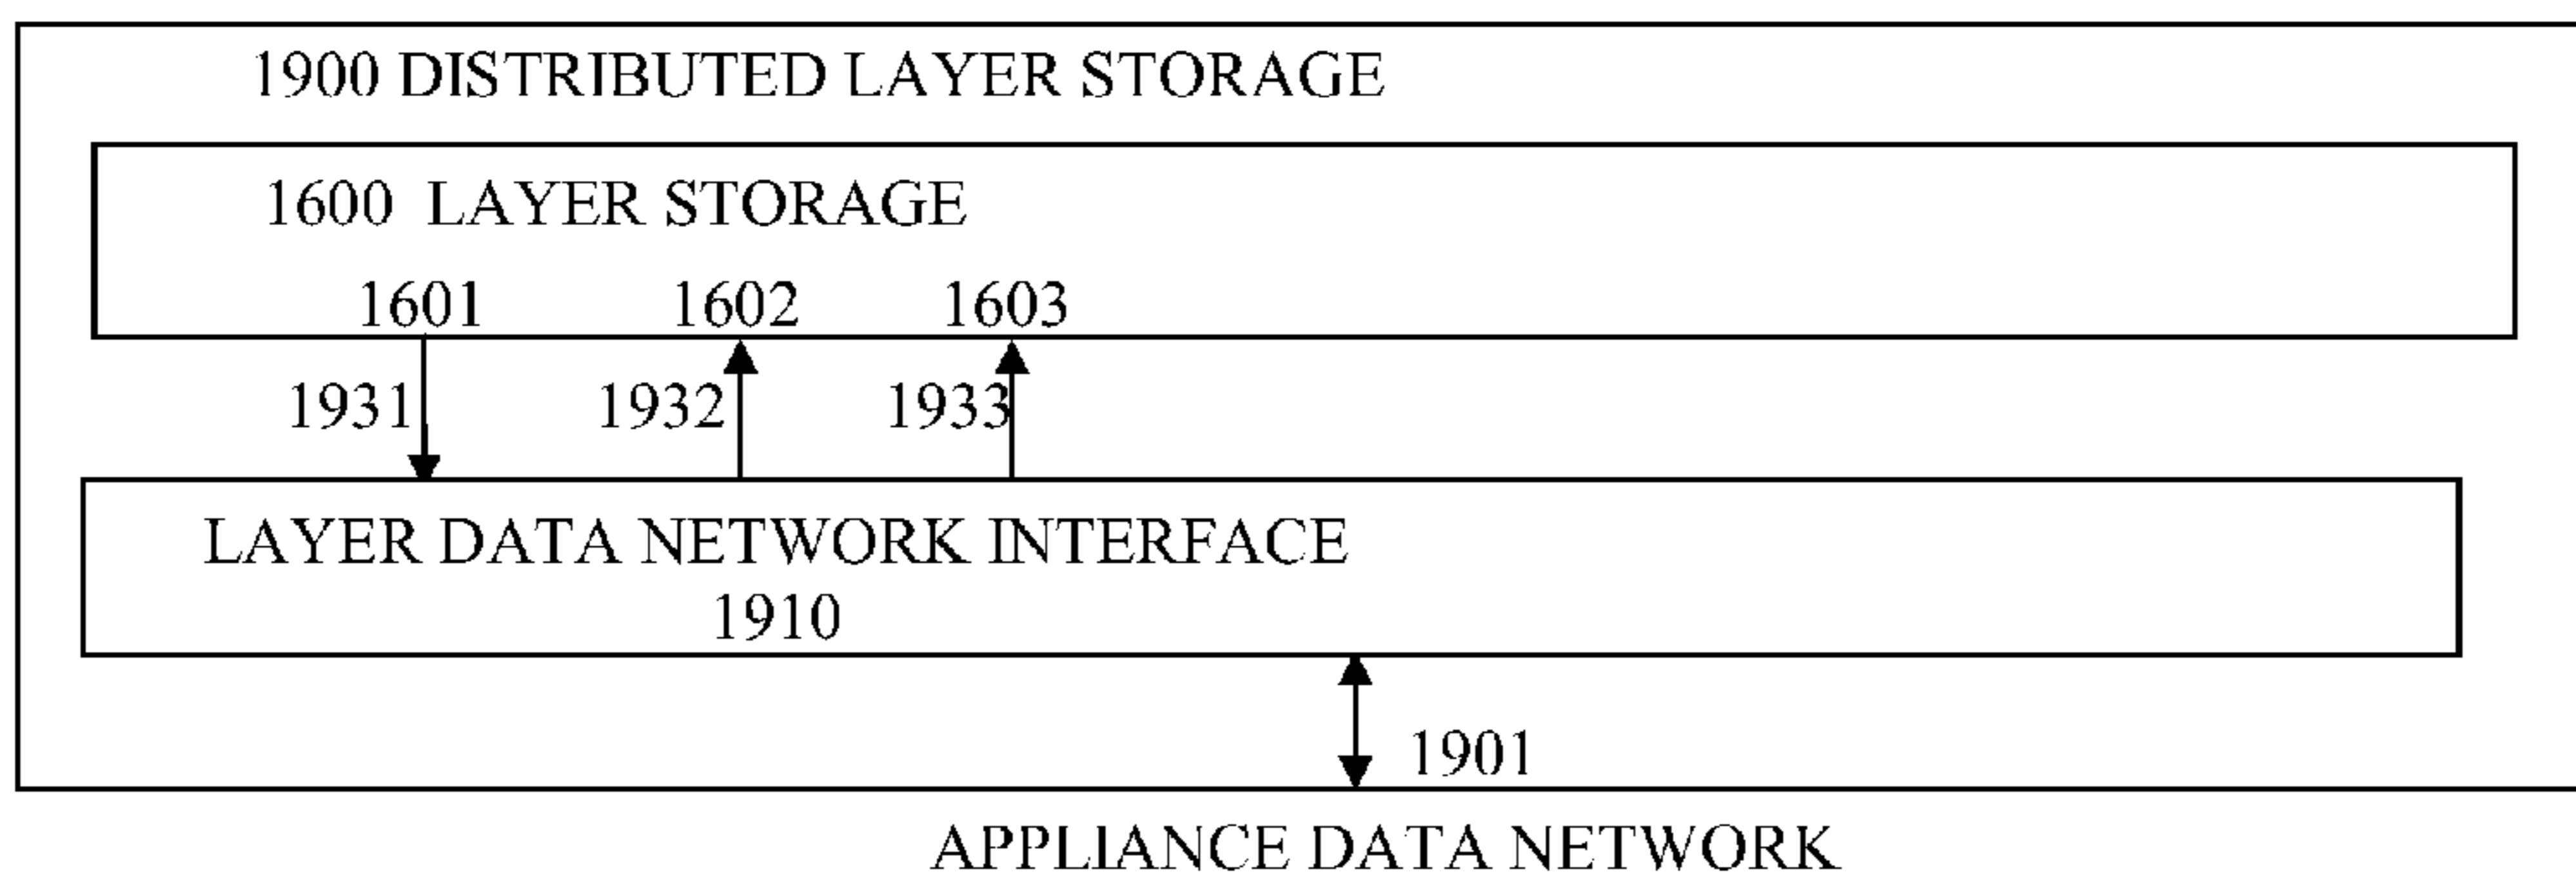 1900 DISTRIBUTED LAYER STORAGE
1600 LAYER STORAGE
1601 1602 1603
1931 1932 1933
LAYER DATA NETWORK INTERFACE
1910
1901
APPLIANCE DATA NETWORK